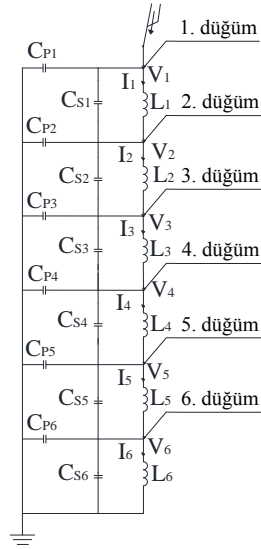 1. düğüm
CP1
I1 V1
CS1 L1
2. düğüm
CP2
I2 V2
CS2 L2
3. düğüm
CP3
I3 V3
CS3 L3
4. düğüm
CP4
I4 V4
CS4 L4
5. düğüm
CP5
I5 V5
CS5 L5
6. düğüm
CP6
I6 V6
CS6 L6